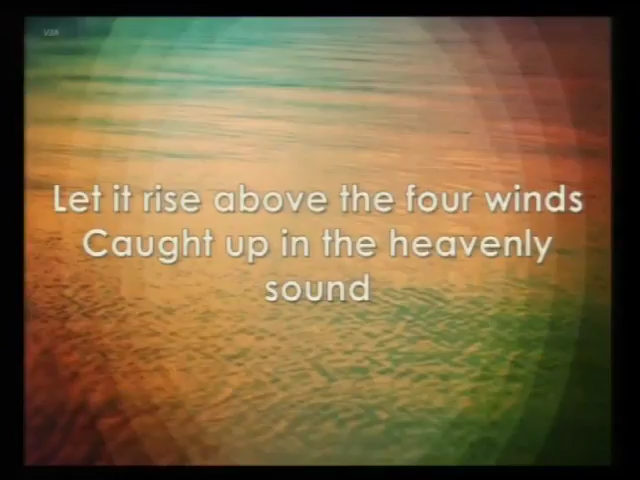 Let it rise above the four winds
Caught up in the heavenly
sound